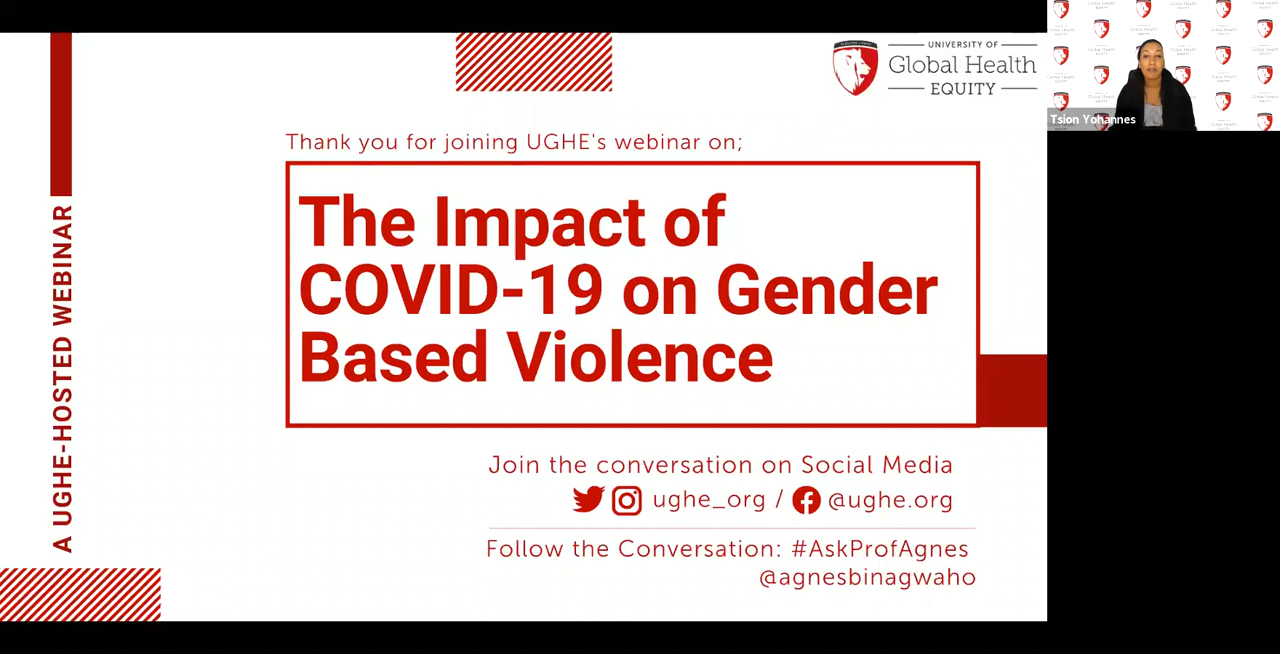 UNIVERSITY OF
Global Health
EQUITY
Tsion Yohannes
Thank you for joining UGHE's webinar on;
The Impact of
COVID-19 on Gender
Based Violence
A UGHE-HOSTED WEBINAR
Join the conversation on Social Media
ughe_org / @ughe.org
Follow the Conversation: #AskProfAgnes
@agnesbinagwaho